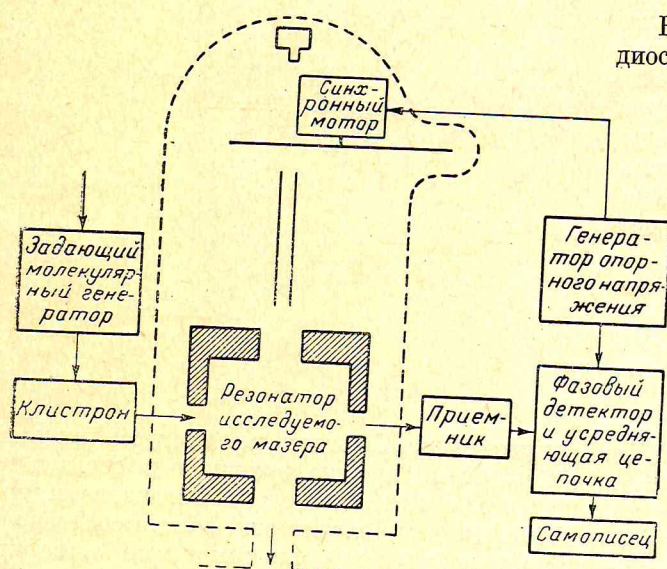 диос
Синх-
ронный
мотор
Задающий
молекуляр-
ный гене-
ратор
Генера-
тор опор-
ного напря-
жения
Клистрон
Резонатор
исследуемо-
го мазера
Прием-
ник
Фазовый
детектор
и усредня-
ющая це-
почка
Самописец